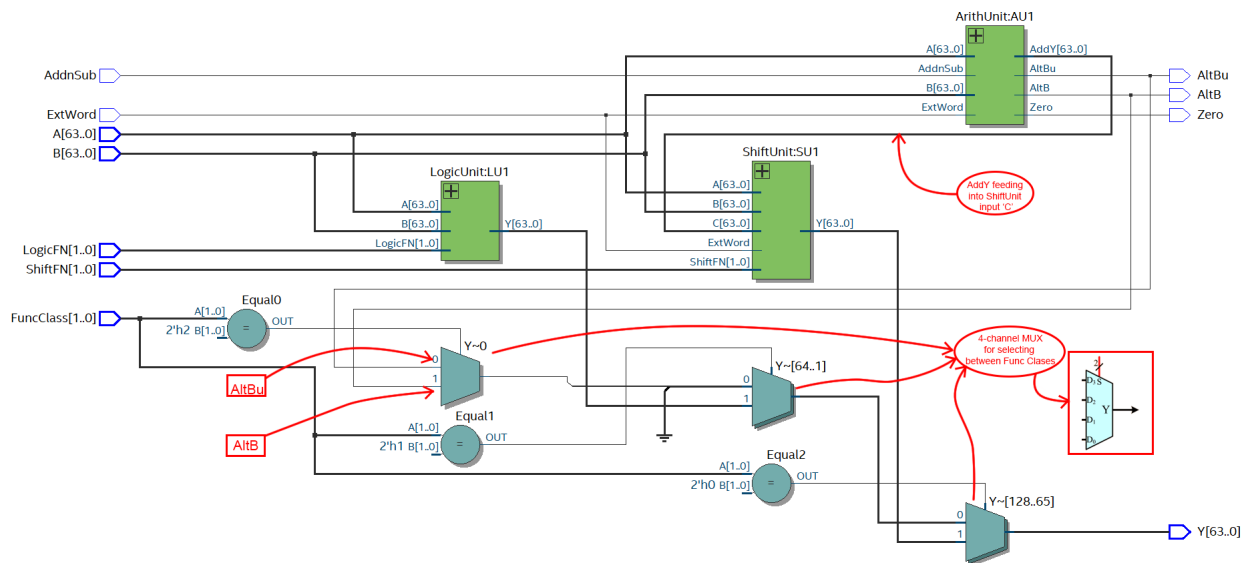 ArithUnit:AU1
A[63..0]
AddY[63..0]
AddnSub
AddnSub
AltBu
AltBu
B[63..0]
AltB
AltB
ExtWord
ExtWord
Zero
Zero
A[63..0]
B[63..0]
ShiftUnit:SU1
LogicUnit:LU1
AddY feeding
into ShiftUnit
input 'C'
A[63..0]
A[63..0]
B[63..0]
B[63..0]
Y[63..0]
C[63..0]
Y[63..0]
LogicFN[1..0]
LogicFN[1..0]
ExtWord
ShiftFN[1..0]
ShiftFN[1..0]
Equal0
FuncClass[1..0]
A[1..0]
OUT
2'h2 B[1..0]
=
Y~0
4-channel MUX
for selecting
between Func Clases
0
1
AltBu
Y~[64..1]
0
1
2
D3 S
D2
Y
D1
D0
Equal1
A[1..0]
OUT
2'h1 B[1..0]
=
AltB
Equal2
A[1..0]
OUT
2'h0 B[1..0]
=
Y~[128..65]
0
1
Y[63..0]